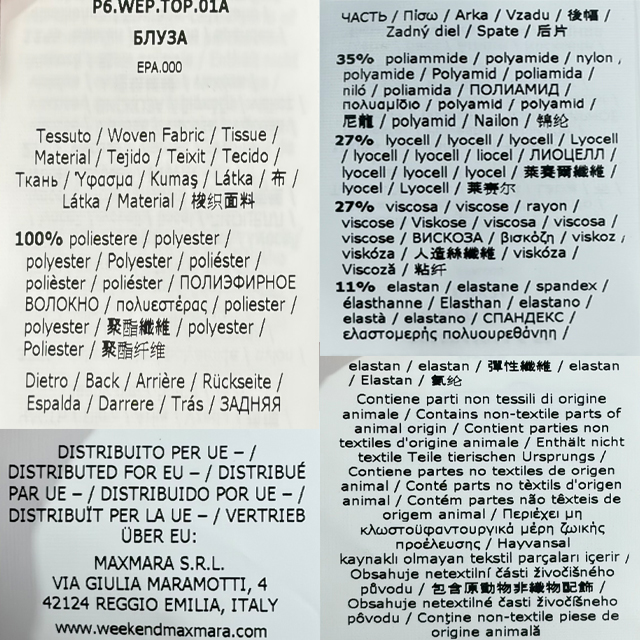 P6.WEP.TOP.01A
БЛУЗА
EPA.000
Tessuto / Woven Fabric / Tissue /
Material / Tejido / Teixit / Tecido /
Ткань / Ύφασμα / Kumaş / Látka / 布 /
Látka / Material / 梭织面料
100% poliestere / polyester /
polyester / Polyester / poliéster /
polièster / poliéster / ПОЛИЭФИРНОЕ
ВОЛОКНО / πολυεστέρας / poliester /
polyester / 聚酯纖維 / polyester /
Poliester / 聚酯纤维
Dietro / Back / Arrière / Rückseite /
Espalda / Darrere / Trás / ЗАДНЯЯ
ЧАСТЬ / Πίσω / Arka / Vzadu / 後幅 /
Zadný diel / Spate / 后片
35% poliammide / polyamide / nylon /
polyamide / Polyamid / poliamida /
niló / poliamida / ПОЛИАМИД /
πολυαμίδιο / polyamid / polyamid /
尼龍 / polyamid / Nailon / 锦纶
27% lyocell / lyocell / lyocell / Lyocell
/ lyocell / lyocell / liocel / ЛИОЦЕЛЛ /
lyocell / lyocell / lyocell / 萊賽爾纖維 /
lyocel / Lyocell / 莱赛尔
27% viscosa / viscose / rayon /
viscose / Viskose / viscosa / viscosa /
viscose / ВИСКОЗА / βισκόζη / viskoz /
viskóza / 人造絲纖維 / viskóza /
Viscoză / 粘纤
11% elastan / elastane / spandex /
élasthanne / Elasthan / elastano /
elastà / elastano / СПАНДЕКС /
ελαστομερής πολυουρεθάνη /
elastan / elastan / 彈性纖維 / elastan
/ Elastan / 氨纶
Contiene parti non tessili di origine
animale / Contains non-textile parts of
animal origin / Contient parties non
textiles d'origine animale / Enthält nicht
textile Teile tierischen Ursprungs /
Contiene partes no textiles de origen
animal / Conté parts no tèxtils d'origen
animal / Contém partes não têxteis de
origem animal / Περιέχει μη
κλωστοϋφαντουργικά μέρη ζωικής
προέλευσης / Hayvansal
kaynaklı olmayan tekstil parçaları içerir /
Obsahuje netextilní části živočišného
původu / 包含原動物非纖物配飾 /
Obsahuje netextilné časti živočíšneho
pôvodu / Conține non-textile piese de
origine animală
DISTRIBUITO PER UE – /
DISTRIBUTED FOR EU – / DISTRIBUÉ
PAR UE – / DISTRIBUIDO POR UE – /
DISTRIBUÏT PER LA UE – / VERTRIEB
ÜBER EU:
MAXMARA S.R.L.
VIA GIULIA MARAMOTTI, 4
42124 REGGIO EMILIA, ITALY
www.weekendmaxmara.com